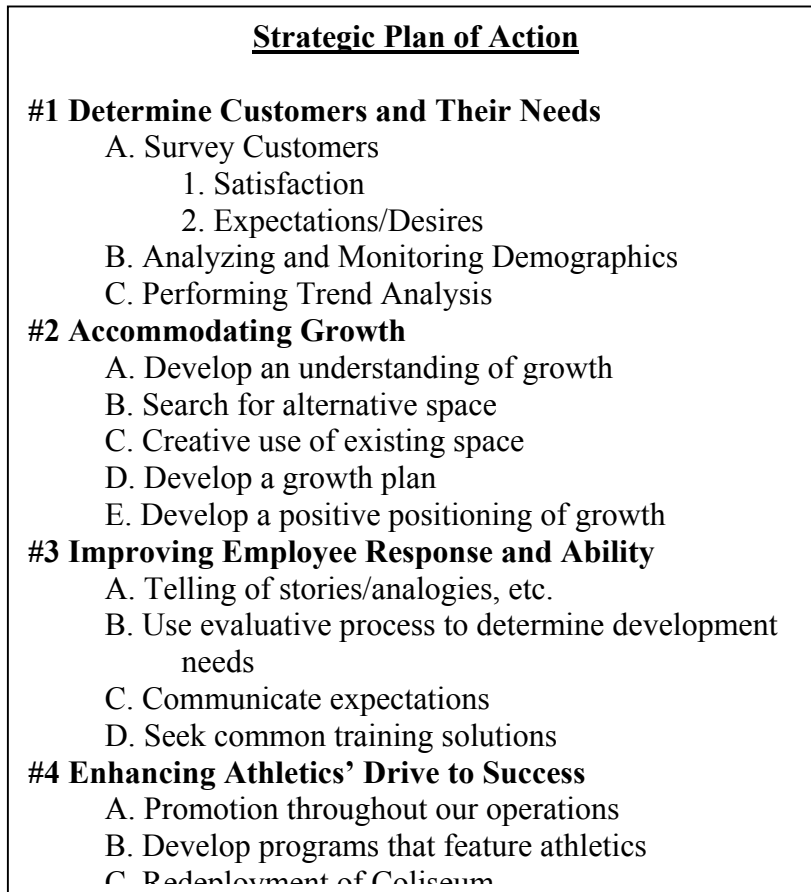 Strategic Plan of Action
#1 Determine Customers and Their Needs
A. Survey Customers
1. Satisfaction
2. Expectations/Desires
B. Analyzing and Monitoring Demographics
C. Performing Trend Analysis
#2 Accommodating Growth
A. Develop an understanding of growth
B. Search for alternative space
C. Creative use of existing space
D. Develop a growth plan
E. Develop a positive positioning of growth
#3 Improving Employee Response and Ability
A. Telling of stories/analogies, etc.
B. Use evaluative process to determine development
needs
C. Communicate expectations
D. Seek common training solutions
#4 Enhancing Athletics’ Drive to Success
A. Promotion throughout our operations
B. Develop programs that feature athletics
C. Redeployment of Coliseum